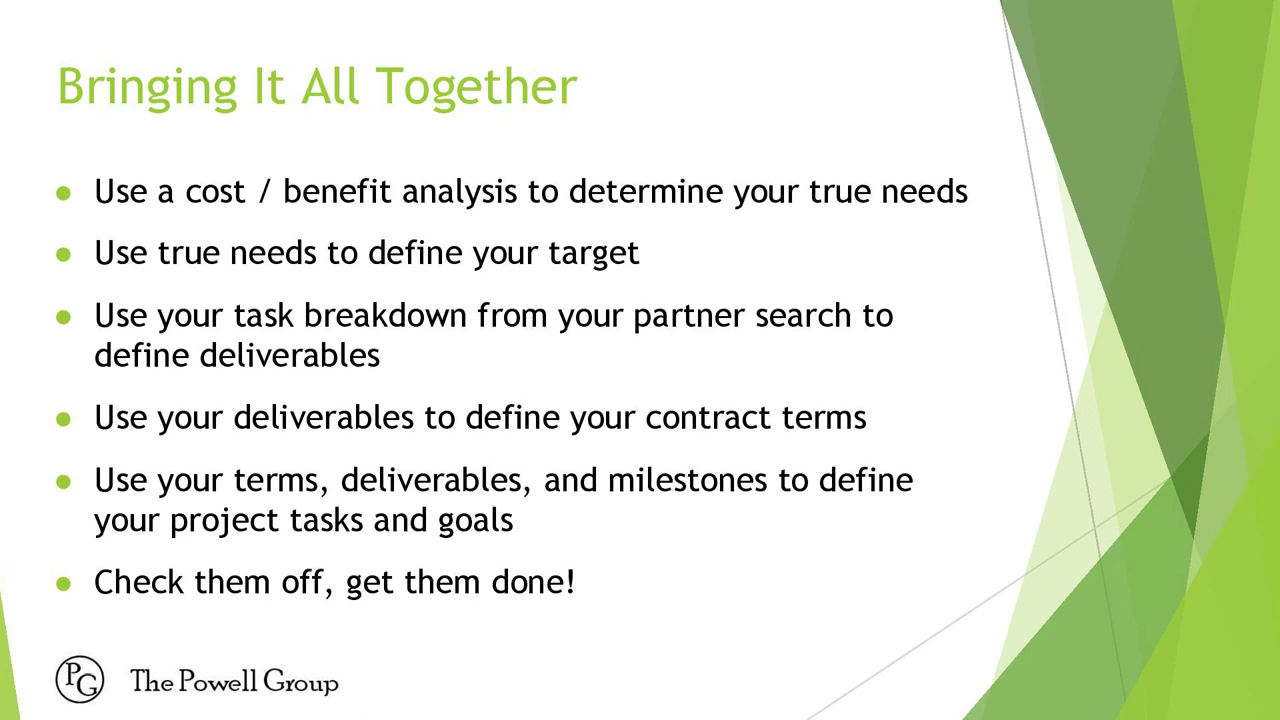 Bringing It All Together
● Use a cost / benefit analysis to determine your true needs
● Use true needs to define your target
● Use your task breakdown from your partner search to
define deliverables
● Use your deliverables to define your contract terms
● Use your terms, deliverables, and milestones to define
your project tasks and goals
● Check them off, get them done!
PG The Powell Group